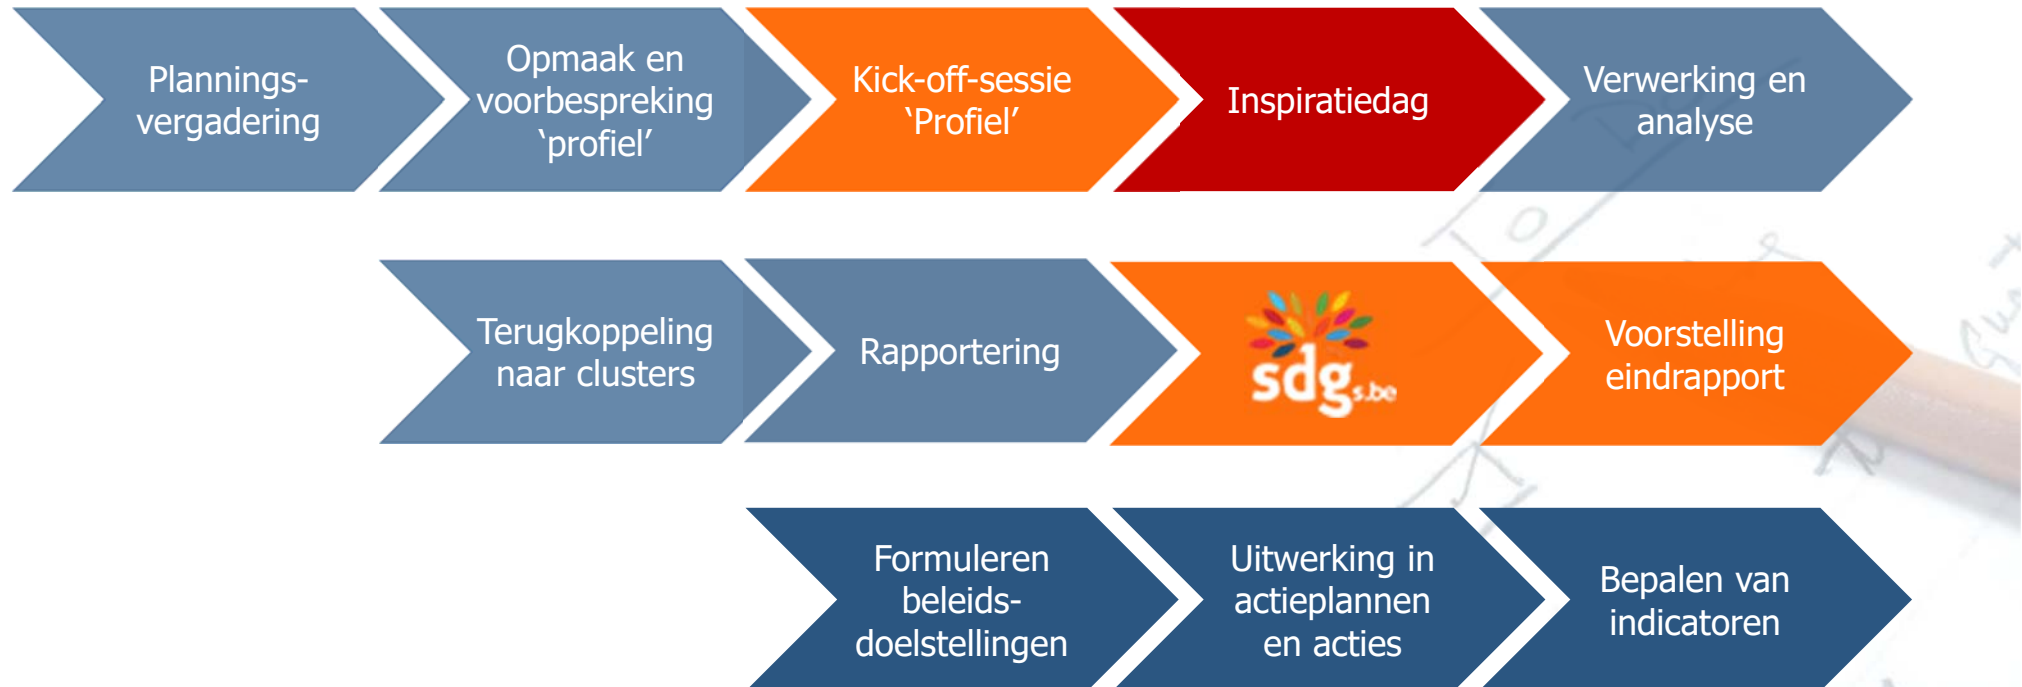 Plannings-
vergadering
Opmaak en
voorbespreking
‘profiel’
Kick-off-sessie
‘Profiel’
Inspiratiedag
Verwerking en
analyse
Terugkoppeling
naar clusters
Rapportering
sdgs.be
Voorstelling
eindrapport
Formuleren
beleids-
doelstellingen
Uitwerking in
actieplannen
en acties
Bepalen van
indicatoren